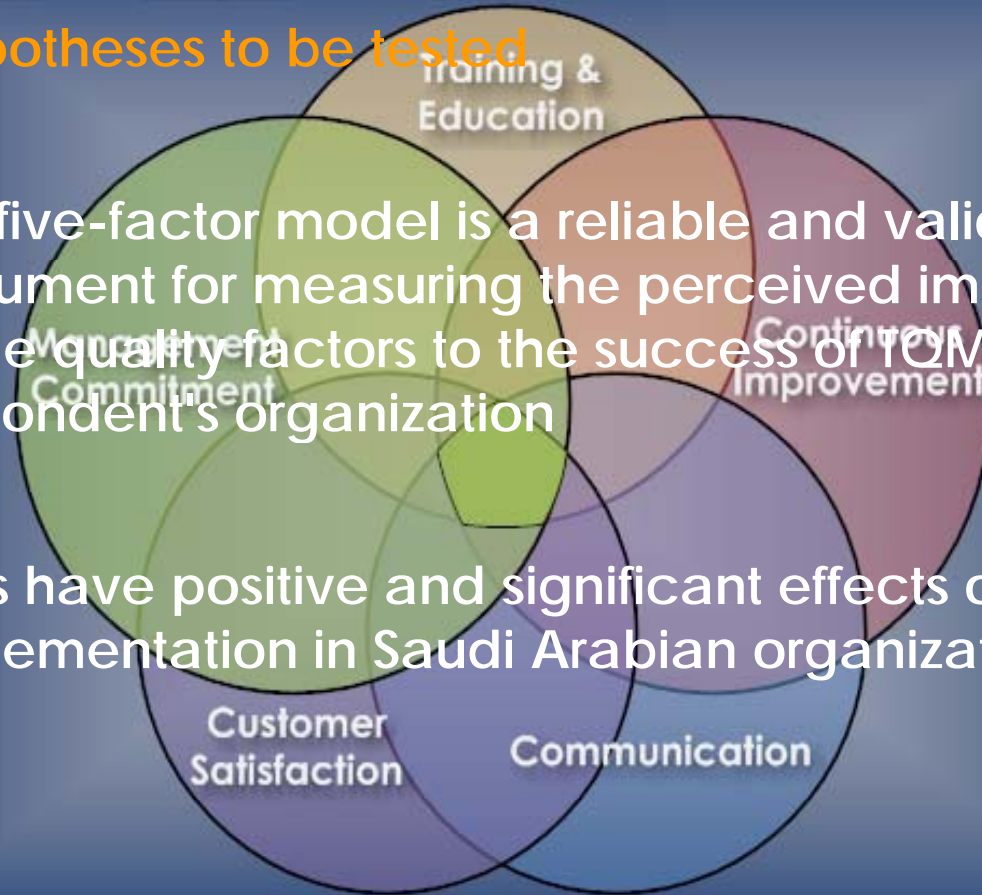 potheses to be tested
Training &
Education
five-factor model is a reliable and vali
ument for measuring the perceived im
e quality factors to the success of TQM
ondent's organization
Management
Commitment
Continuous
Improvement
s have positive and significant effects o
ementation in Saudi Arabian organizat
Customer
Satisfaction
Communication